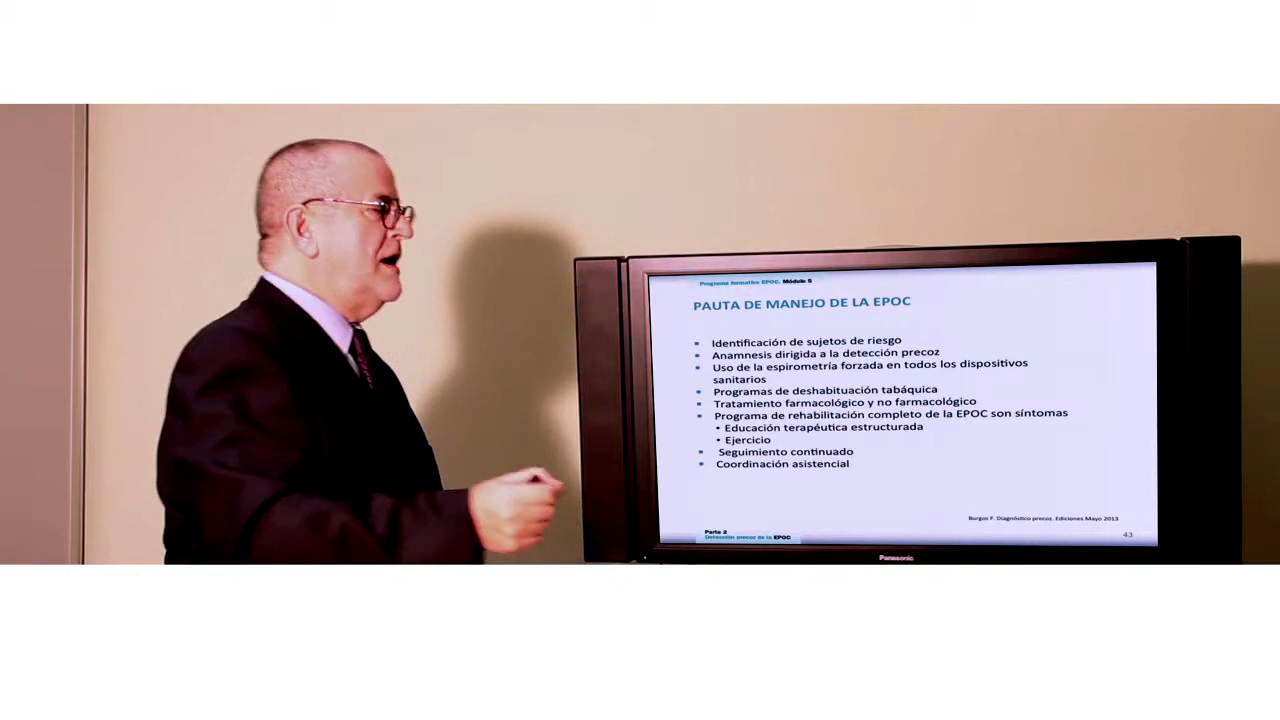 Programa formativo EPOC. Módulo 5
PAUTA DE MANEJO DE LA EPOC
▪ Identificación de sujetos de riesgo
▪ Anamnesis dirigida a la detección precoz
▪ Uso de la espirometría forzada en todos los dispositivos
sanitarios
▪ Programas de deshabituación tabáquica
▪ Tratamiento farmacológico y no farmacológico
▪ Programa de rehabilitación completo de la EPOC son síntomas
• Educación terapéutica estructurada
• Ejercicio
▪ Seguimiento continuado
▪ Coordinación asistencial
Burgos F. Diagnóstico precoz. Ediciones Mayo 2013
Parte 2
Detección precoz de la EPOC
43
Panasonic